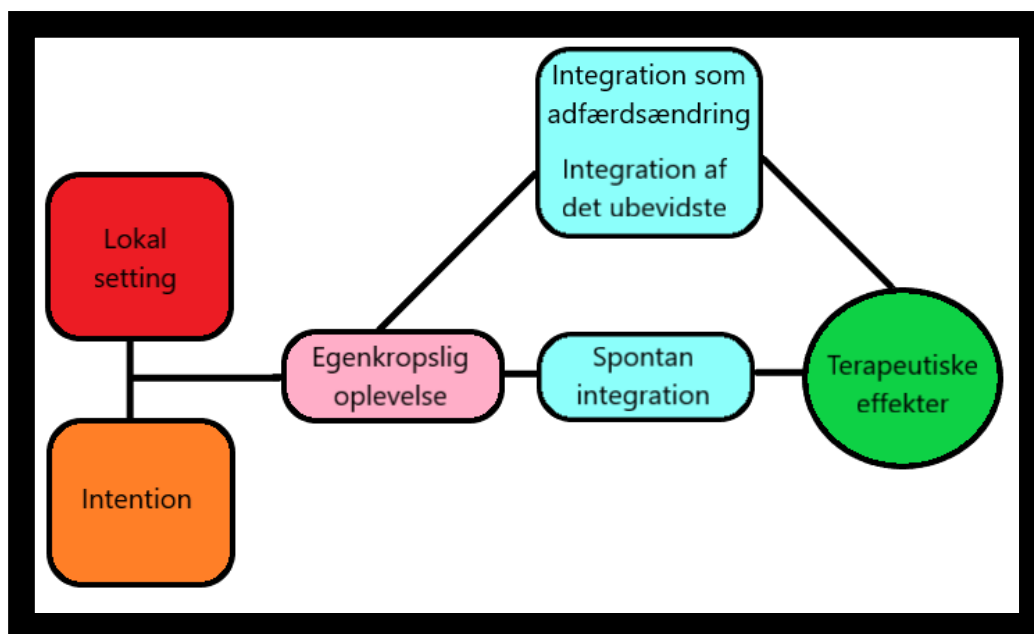 Integration som
adfærdsændring
Integration af
det ubevidste
Lokal
setting
Egenkropslig
oplevelse
Spontan
integration
Terapeutiske
effekter
Intention